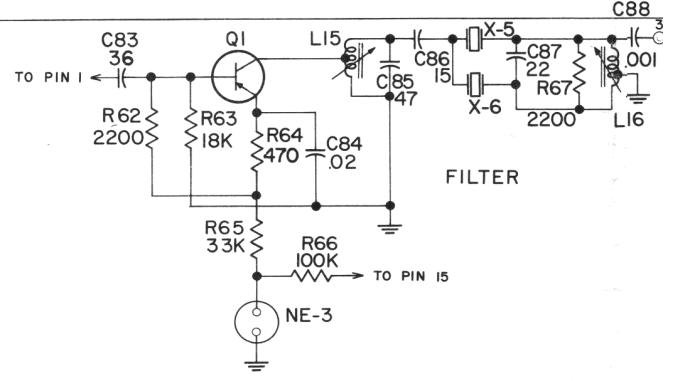 C88
3
C83
36
Q1
L15
X-5
TO PIN 1
C86
15
C87
22
.001
C85
.47
R67
2200
X-6
L16
R62
2200
R63
18K
R64
470
C84
.02
FILTER
R65
33K
R66
100K
TO PIN 15
NE-3